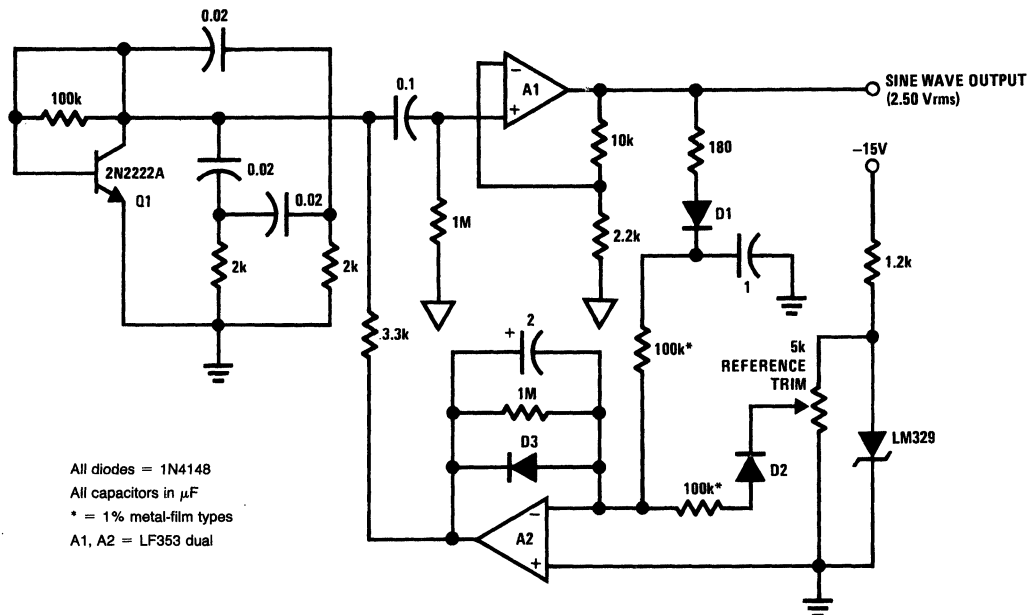 0.02
100k
2N2222A
Q1
0.02
0.02
2k
2k
0.1
1M
−
+
A1
10k
2.2k
180
D1
1
SINE WAVE OUTPUT
(2.50 Vrms)
−15V
1.2k
3.3k
+ 2
1M
D3
100k*
5k
REFERENCE
TRIM
LM329
D2
100k*
−
+
A2
All diodes = 1N4148
All capacitors in μF
* = 1% metal-film types
A1, A2 = LF353 dual